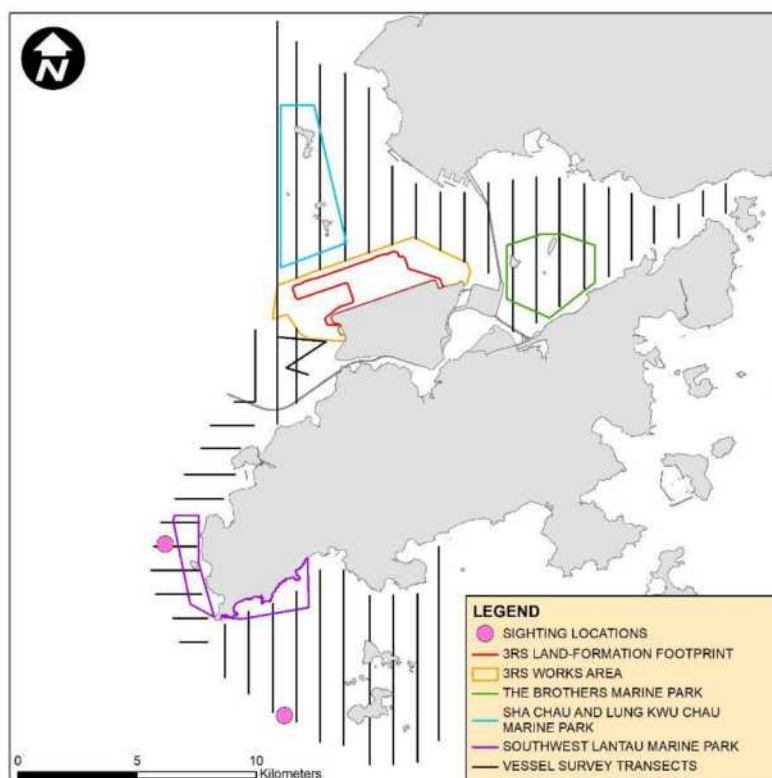 N
LEGEND
SIGHTING LOCATIONS
3RS LAND-FORMATION FOOTPRINT
3RS WORKS AREA
THE BROTHERS MARINE PARK
SHA CHAU AND LUNG KWU CHAU
MARINE PARK
SOUTHWEST LANTAU MARINE PARK
VESSEL SURVEY TRANSECTS
0 5 10
Kilometers